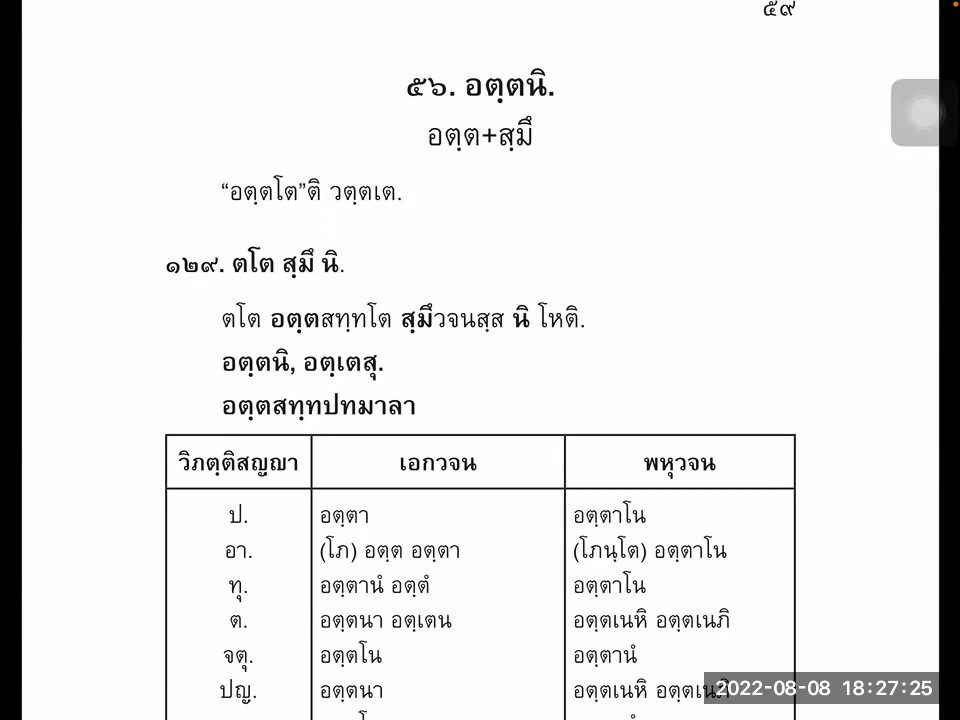 ๕๙
๕๖. อตฺตนิ.
อตฺต+สฺมึ
“อตฺตโต”ติ วตฺตเต.
๑๒๙. ตโต สฺมึ นิ.
ตโต อตฺตสทฺทโต สฺมึวจนสฺส นิ โหติ.
อตฺตนิ, อตฺเตสุ.
อตฺตสทฺทปทมาลา
วิภตฺติสญฺญา เอกวจน พหุวจน
ป. อตฺตา อตฺตาโน
อา. (โภ) อตฺต อตฺตา (โภนฺโต) อตฺตาโน
ทุ. อตฺตานํ อตฺตํ อตฺตาโน
ต. อตฺตนา อตฺเตน อตฺตเนหิ อตฺตเนภิ
จตุ. อตฺตโน อตฺตานํ
ปญ. อตฺตนา อตฺตเนหิ
2022-08-08 18:27:25